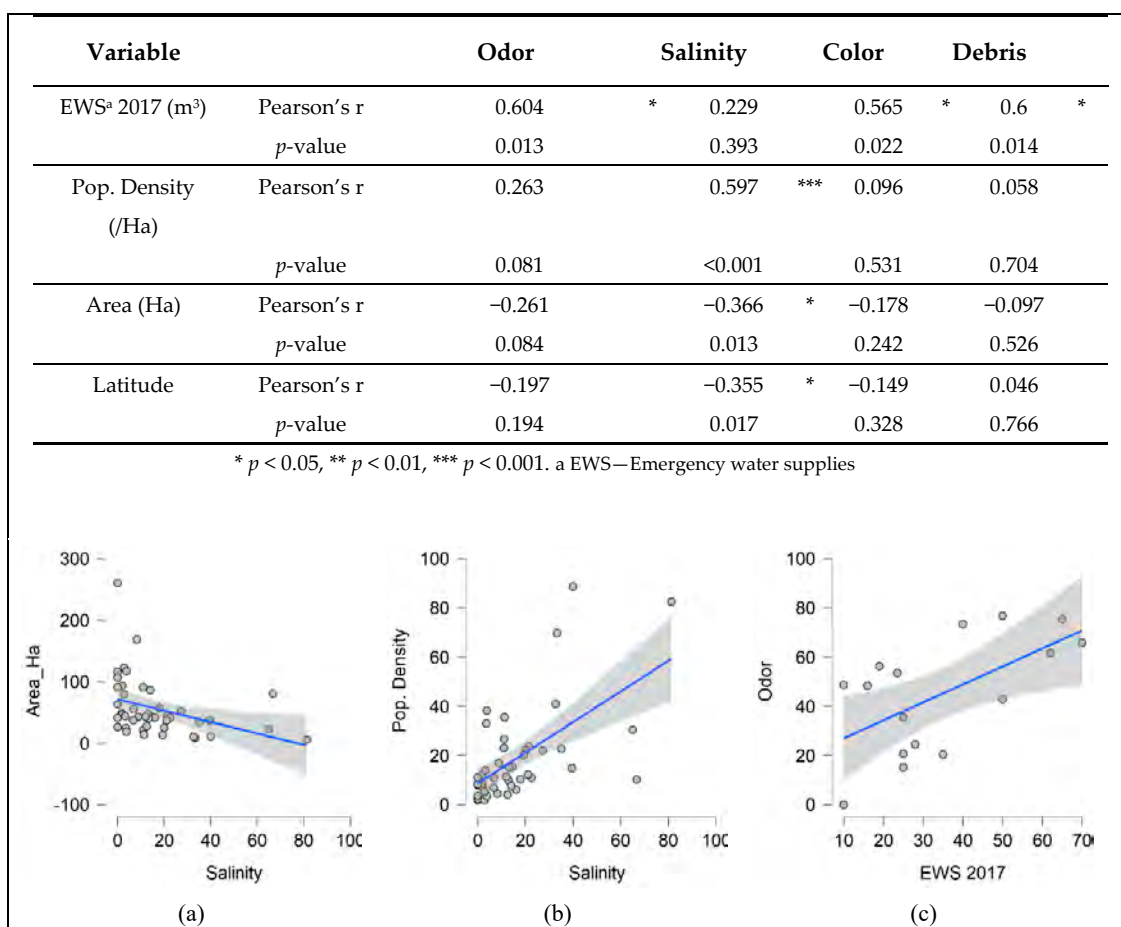 Variable Odor Salinity Color Debris
EWSᵃ 2017 (m³) Pearson's r 0.604 * 0.229 0.565 * 0.6 *
p-value 0.013 0.393 0.022 0.014
Pop. Density Pearson's r 0.263 0.597 *** 0.096 0.058
(/Ha)
p-value 0.081 <0.001 0.531 0.704
Area (Ha) Pearson's r −0.261 −0.366 * −0.178 −0.097
p-value 0.084 0.013 0.242 0.526
Latitude Pearson's r −0.197 −0.355 * −0.149 0.046
p-value 0.194 0.017 0.328 0.766
* p < 0.05, ** p < 0.01, *** p < 0.001. a EWS—Emergency water supplies
Area_Ha
300
200
100
0
-100
0 20 40 60 80 100
Salinity
(a)
Pop. Density
100
80
60
40
20
0
0 20 40 60 80 100
Salinity
(b)
Odor
100
80
60
40
20
0
10 20 30 40 50 60 70
EWS 2017
(c)